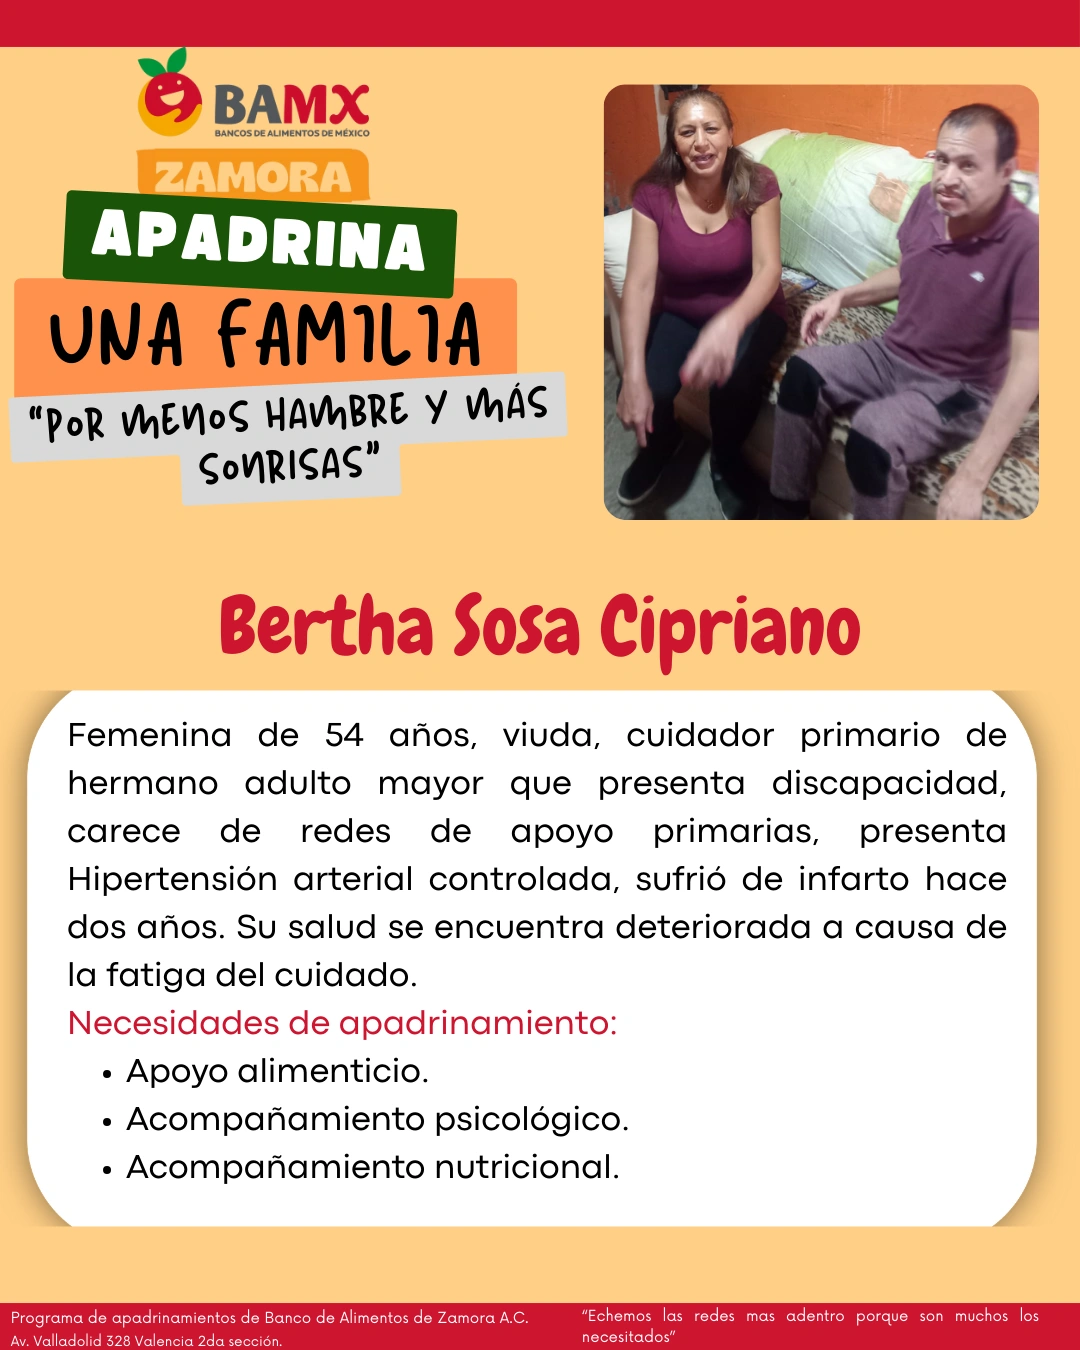 BAMX
BANCOS DE ALIMENTOS DE MÉXICO
ZAMORA
APADRINA
UNA FAMILIA
“POR MENOS HAMBRE Y MÁS
SONRISAS”
Bertha Sosa Cipriano
Femenina de 54 años, viuda, cuidador primario de
hermano adulto mayor que presenta discapacidad,
carece de redes de apoyo primarias, presenta
Hipertensión arterial controlada, sufrió de infarto hace
dos años. Su salud se encuentra deteriorada a causa de
la fatiga del cuidado.
Necesidades de apadrinamiento:
• Apoyo alimenticio.
• Acompañamiento psicológico.
• Acompañamiento nutricional.
Programa de apadrinamientos de Banco de Alimentos de Zamora A.C.
Av. Valladolid 328 Valencia 2da sección.
“Echemos las redes mas adentro porque son muchos los
necesitados”